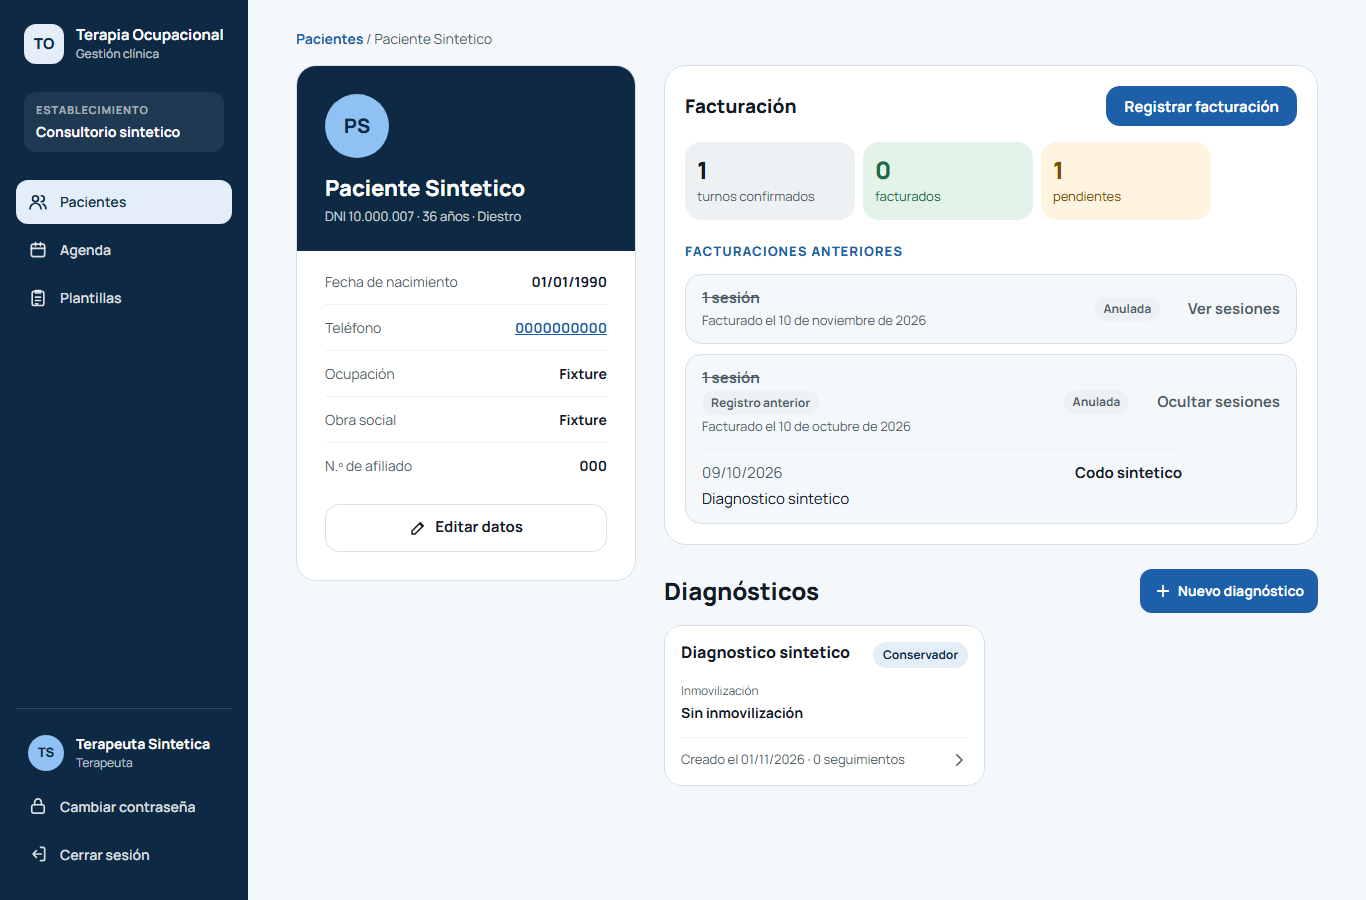 TO
Terapia Ocupacional
Gestión clínica
ESTABLECIMIENTO
Consultorio sintetico
Pacientes
Agenda
Plantillas
TS
Terapeuta Sintetica
Terapeuta
Cambiar contraseña
Cerrar sesión
Pacientes / Paciente Sintetico
PS
Paciente Sintetico
DNI 10.000.007 · 36 años · Diestro
Fecha de nacimiento 01/01/1990
Teléfono 0000000000
Ocupación Fixture
Obra social Fixture
N.º de afiliado 000
Editar datos
Facturación
Registrar facturación
1
turnos confirmados
0
facturados
1
pendientes
FACTURACIONES ANTERIORES
1 sesión
Facturado el 10 de noviembre de 2026
Anulada
Ver sesiones
1 sesión
Registro anterior
Facturado el 10 de octubre de 2026
Anulada
Ocultar sesiones
09/10/2026
Codo sintetico
Diagnostico sintetico
Diagnósticos
Nuevo diagnóstico
Diagnostico sintetico
Conservador
Inmovilización
Sin inmovilización
Creado el 01/11/2026 · 0 seguimientos